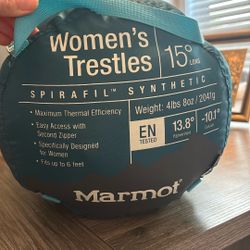 Women's
Trestles
15°
SPIRAFIL™ SYNTHETIC
Weight: 4lbs 8oz / 2041g
• Maximum Thermal Efficiency
• Easy Access with
Second Zipper
• Specifically Designed
for Women
• Fits up to 6 feet
EN
TESTED
13.8°
Fahrenheit
-10.1°
Marmot